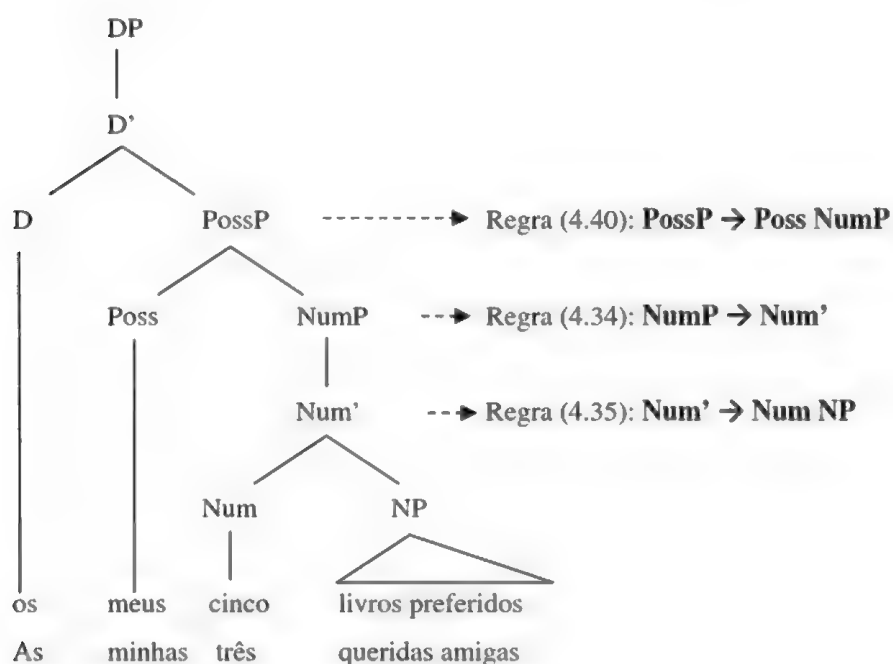 DP
D'
D PossP Regra (4.40): PossP → Poss NumP
Poss NumP Regra (4.34): NumP → Num'
Num' Regra (4.35): Num' → Num NP
Num NP
os meus cinco livros preferidos
As minhas três queridas amigas